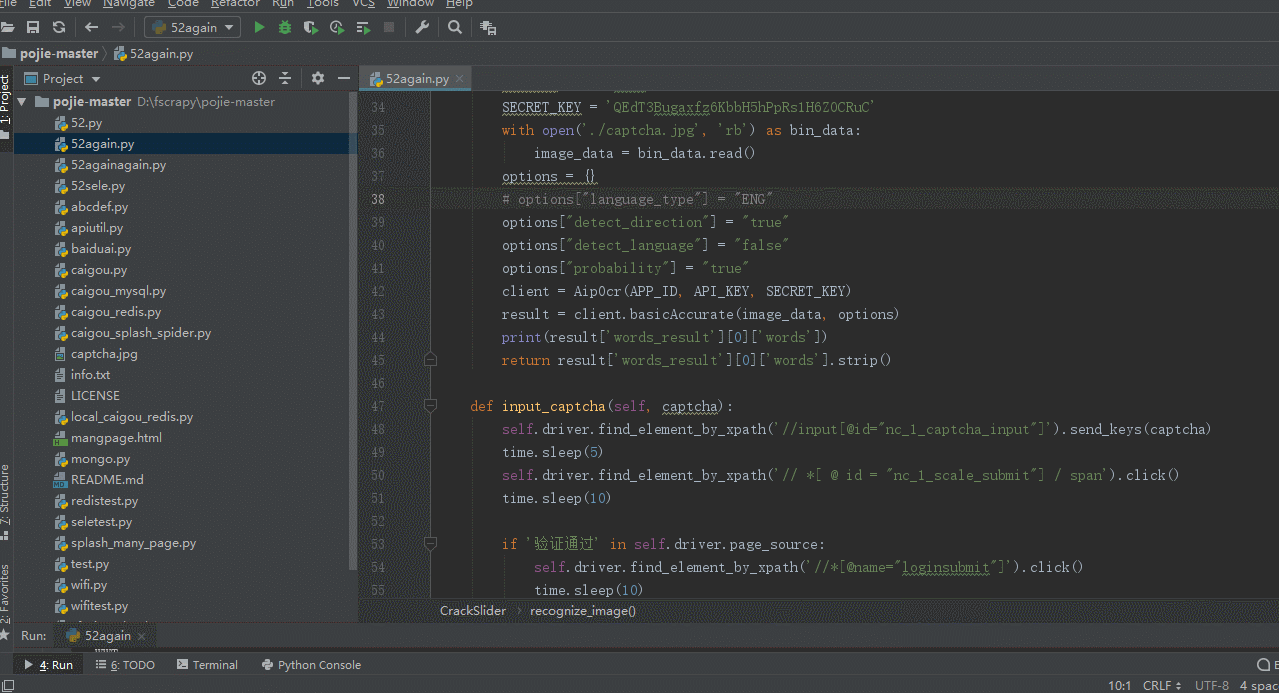 File Edit View Navigate Code Refactor Run Tools VCS Window Help
52again
pojie-master 52again.py
1: Project
Project
52again.py
pojie-master D:\fscrapy\pojie-master
52.py
52again.py
52againagain.py
52sele.py
abcdef.py
apiutil.py
baiduai.py
caigou.py
caigou_mysql.py
caigou_redis.py
caigou_splash_spider.py
captcha.jpg
info.txt
LICENSE
local_caigou_redis.py
mangpage.html
mongo.py
README.md
redistest.py
seletest.py
splash_many_page.py
test.py
wifi.py
wifitest.py
7: Structure
2: Favorites
34 SECRET_KEY = 'QEdT3Bugaxfz6KbbH5hPpRs1H6Z0CRuC'
35 with open('./captcha.jpg', 'rb') as bin_data:
36 image_data = bin_data.read()
37 options = {}
38 # options["language_type"] = "ENG"
39 options["detect_direction"] = "true"
40 options["detect_language"] = "false"
41 options["probability"] = "true"
42 client = AipOcr(APP_ID, API_KEY, SECRET_KEY)
43 result = client.basicAccurate(image_data, options)
44 print(result['words_result'][0]['words'])
45 return result['words_result'][0]['words'].strip()
46
47 def input_captcha(self, captcha):
48 self.driver.find_element_by_xpath('//input[@id="nc_1_captcha_input"]').send_keys(captcha)
49 time.sleep(5)
50 self.driver.find_element_by_xpath('// *[ @ id = "nc_1_scale_submit"] / span').click()
51 time.sleep(10)
52
53 if '验证通过' in self.driver.page_source:
54 self.driver.find_element_by_xpath('//*[@name="loginsubmit"]').click()
55 time.sleep(10)
CrackSlider recognize_image()
Run: 52again
4: Run 6: TODO Terminal Python Console
10:1 CRLF UTF-8 4 spac